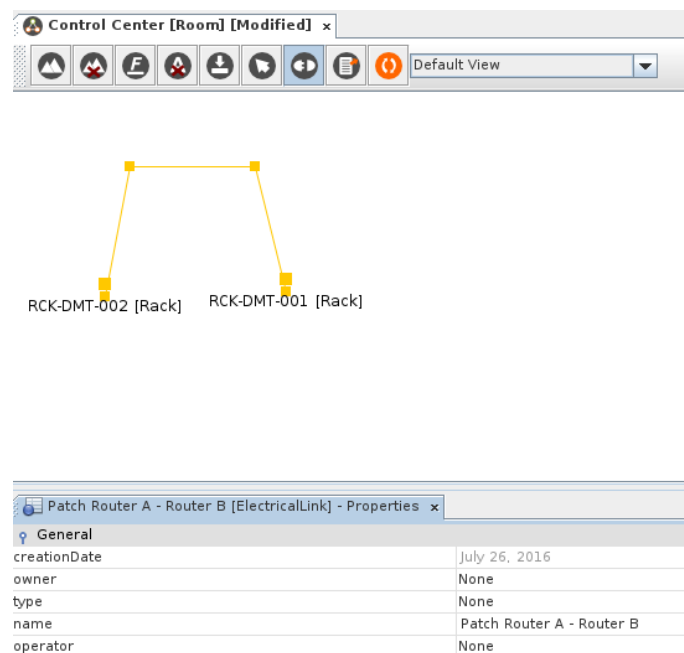 Control Center [Room] [Modified] x
F
A
Default View
RCK-DMT-002 [Rack]
RCK-DMT-001 [Rack]
Patch Router A - Router B [ElectricalLink] - Properties x
General
creationDate July 26, 2016
owner None
type None
name Patch Router A - Router B
operator None